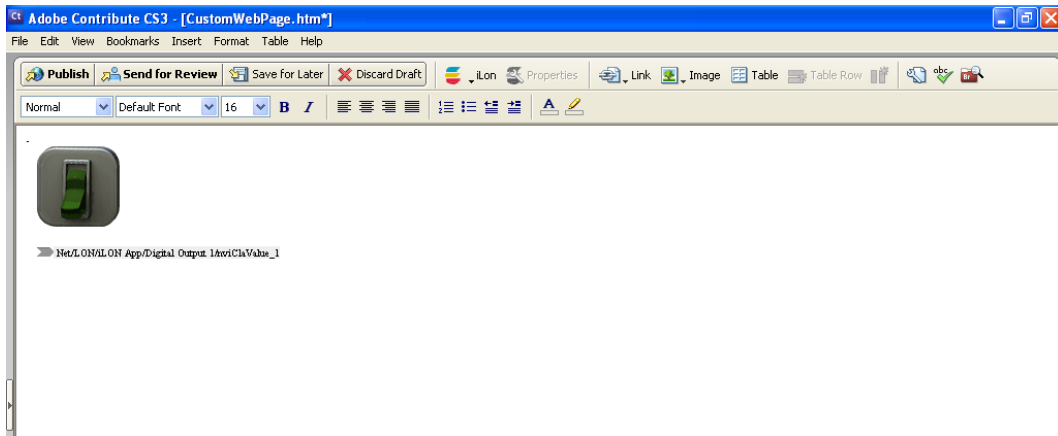 Ct Adobe Contribute CS3 - [CustomWebPage.htm*]
File Edit View Bookmarks Insert Format Table Help
Publish Send for Review Save for Later Discard Draft iLon Properties Link Image Table Table Row abc
Normal Default Font 16 B I A
Net/LON/iLON App/Digital Output 1/nviClaValue_1